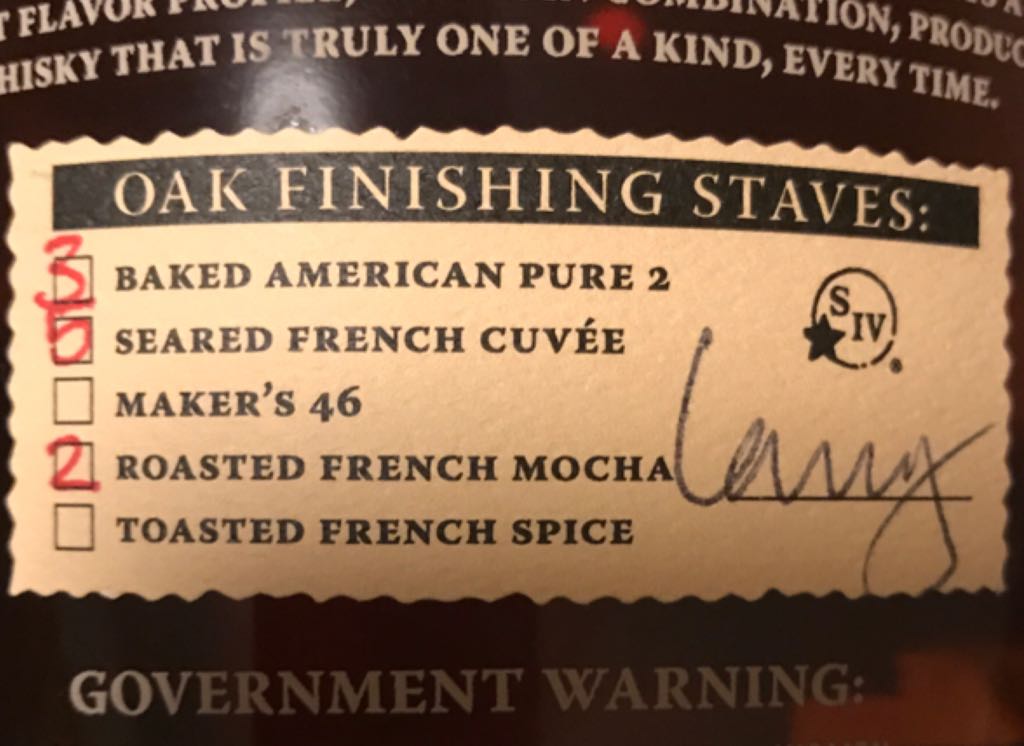 FLAVOR COMBINATION, PRODUC
HISKY THAT IS TRULY ONE OF A KIND, EVERY TIME.
OAK FINISHING STAVES:
3 BAKED AMERICAN PURE 2
5 SEARED FRENCH CUVÉE
MAKER'S 46
2 ROASTED FRENCH MOCHA
TOASTED FRENCH SPICE
S IV
Larry
GOVERNMENT WARNING: